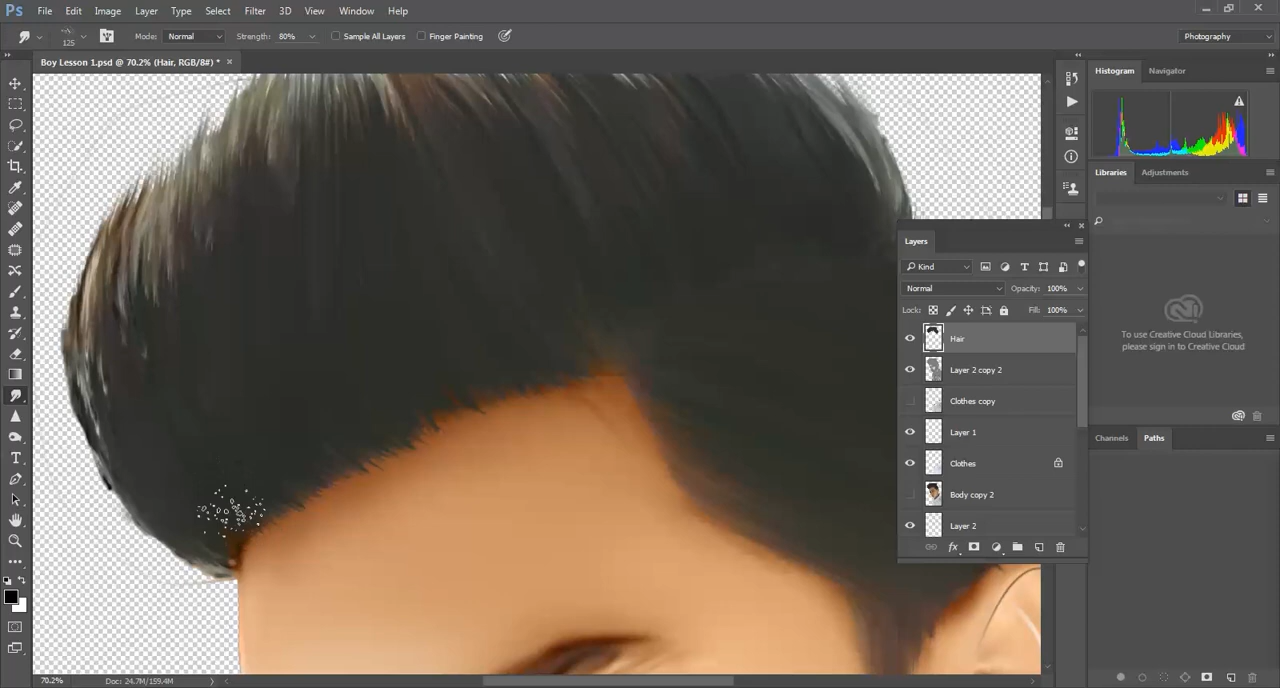 Ps File Edit Image Layer Type Select Filter 3D View Window Help
125 Mode: Normal Strength: 80% Sample All Layers Finger Painting Photography
Boy Lesson 1.psd @ 70.2% (Hair, RGB/8#) *
Histogram Navigator
Libraries Adjustments
To use Creative Cloud Libraries,
please sign in to Creative Cloud
Channels Paths
Layers
Kind
Normal Opacity: 100%
Lock: Fill: 100%
Hair
Layer 2 copy 2
Clothes copy
Layer 1
Clothes
Body copy 2
Layer 2
fx
70.2% Doc: 24.7M/159.4M